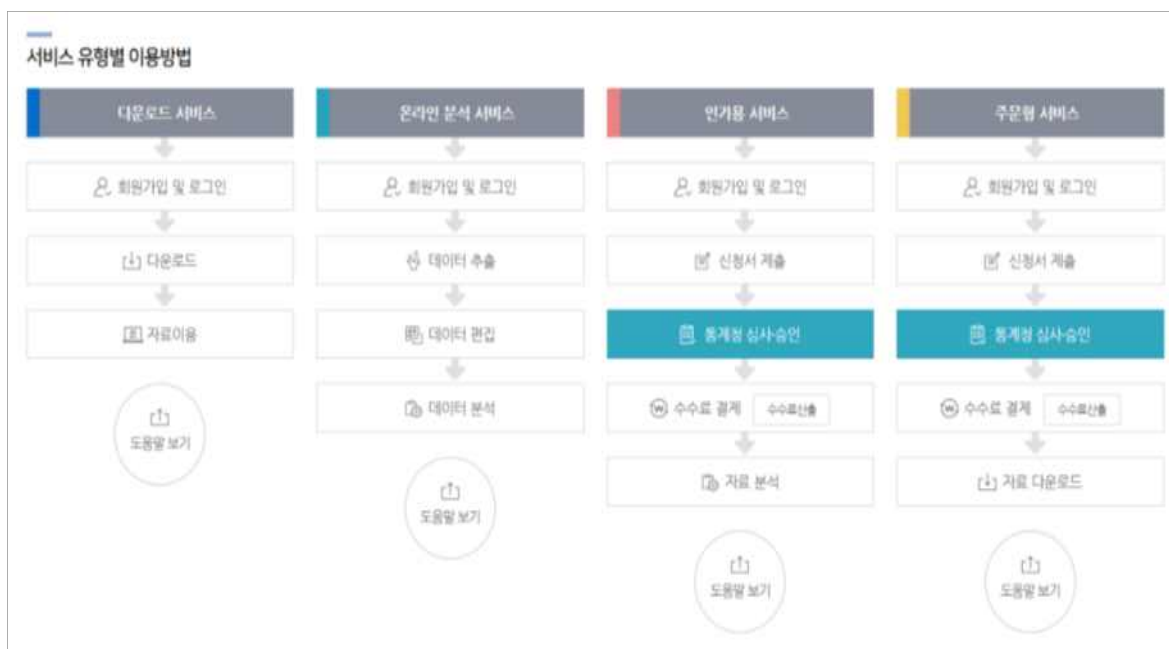 서비스 유형별 이용방법
다운로드 서비스
회원가입 및 로그인
다운로드
자료이용
도움말 보기
온라인 분석 서비스
회원가입 및 로그인
데이터 추출
데이터 편집
데이터 분석
도움말 보기
인가용 서비스
회원가입 및 로그인
신청서 제출
통계청 심사·승인
수수료 결제 수수료산출
자료 분석
도움말 보기
주문형 서비스
회원가입 및 로그인
신청서 제출
통계청 심사·승인
수수료 결제 수수료산출
자료 다운로드
도움말 보기